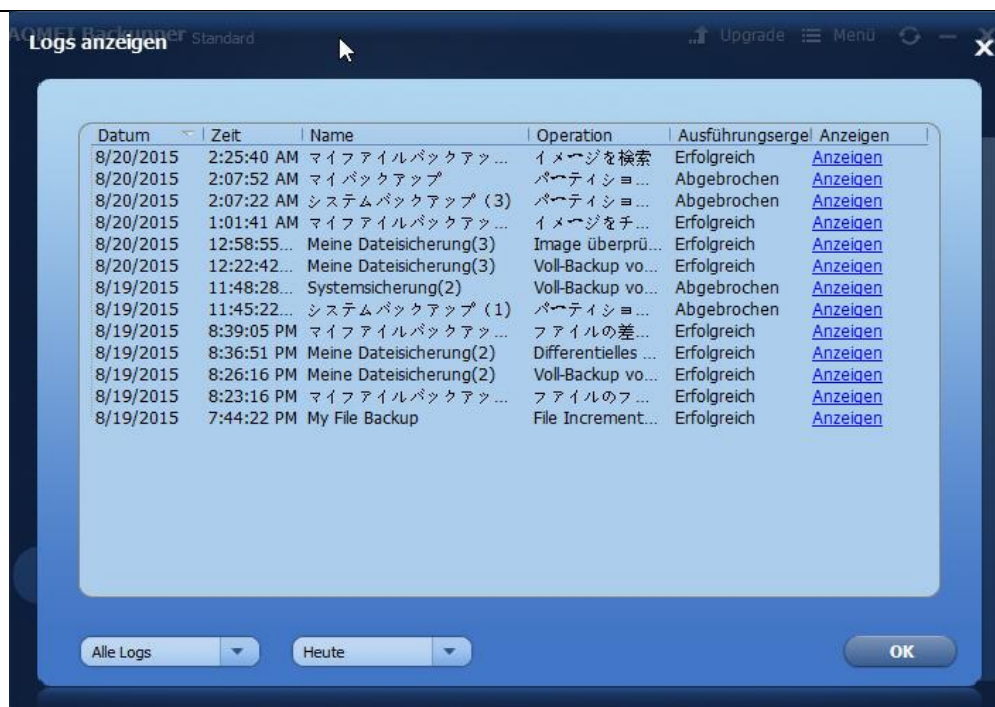 AOMEI Backupper Standard
Upgrade Menü
Logs anzeigen
Datum Zeit Name Operation Ausführungsergel Anzeigen
8/20/2015 2:25:40 AM マイファイルバックアッ... イメージを検索 Erfolgreich Anzeigen
8/20/2015 2:07:52 AM マイバックアップ パーティショ... Abgebrochen Anzeigen
8/20/2015 2:07:22 AM システムバックアップ(3) パーティショ... Abgebrochen Anzeigen
8/20/2015 1:01:41 AM マイファイルバックアッ... イメージをチ... Erfolgreich Anzeigen
8/20/2015 12:58:55... Meine Dateisicherung(3) Image überprü... Erfolgreich Anzeigen
8/20/2015 12:22:42... Meine Dateisicherung(3) Voll-Backup vo... Erfolgreich Anzeigen
8/19/2015 11:48:28... Systemsicherung(2) Voll-Backup vo... Abgebrochen Anzeigen
8/19/2015 11:45:22... システムバックアップ(1) パーティショ... Abgebrochen Anzeigen
8/19/2015 8:39:05 PM マイファイルバックアッ... ファイルの差... Erfolgreich Anzeigen
8/19/2015 8:36:51 PM Meine Dateisicherung(2) Differentielles ... Erfolgreich Anzeigen
8/19/2015 8:26:16 PM Meine Dateisicherung(2) Voll-Backup vo... Erfolgreich Anzeigen
8/19/2015 8:23:16 PM マイファイルバックアッ... ファイルのフ... Erfolgreich Anzeigen
8/19/2015 7:44:22 PM My File Backup File Increment... Erfolgreich Anzeigen
Alle Logs Heute OK